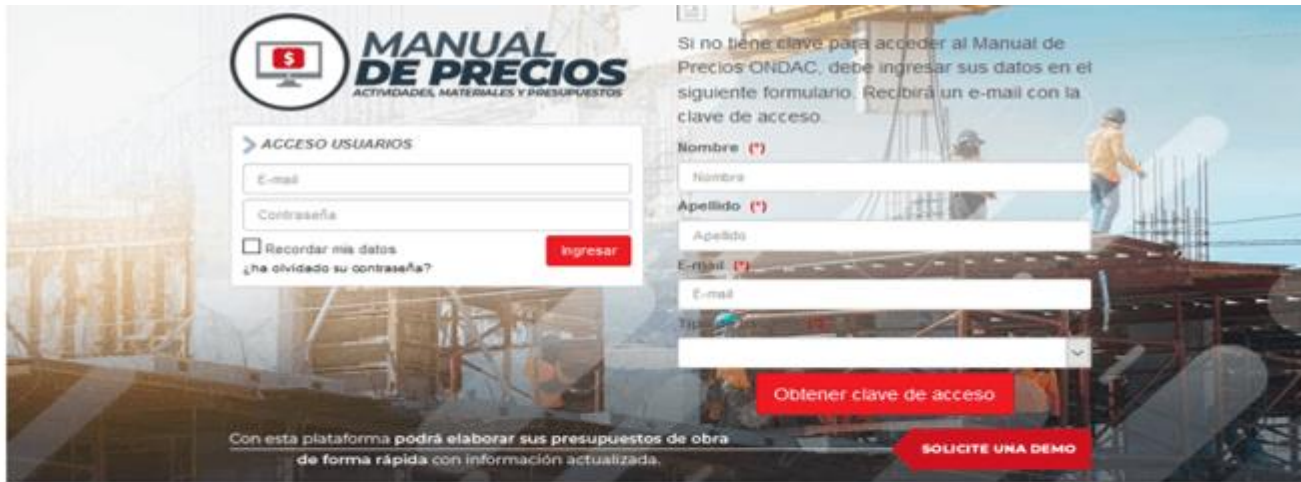 MANUAL
DE PRECIOS
ACTIVIDADES, MATERIALES Y PRESUPUESTOS
ACCESO USUARIOS
E-mail
Contraseña
Recordar mis datos
Ingresar
¿ha olvidado su contraseña?
Si no tiene clave para acceder al Manual de
Precios ONDAC, debe ingresar sus datos en el
siguiente formulario. Recibirá un e-mail con la
clave de acceso.
Nombre (*)
Nombre
Apellido (*)
Apellido
E-mail (*)
E-mail
(*)
Obtener clave de acceso
Con esta plataforma podrá elaborar sus presupuestos de obra
de forma rápida con información actualizada.
SOLICITE UNA DEMO